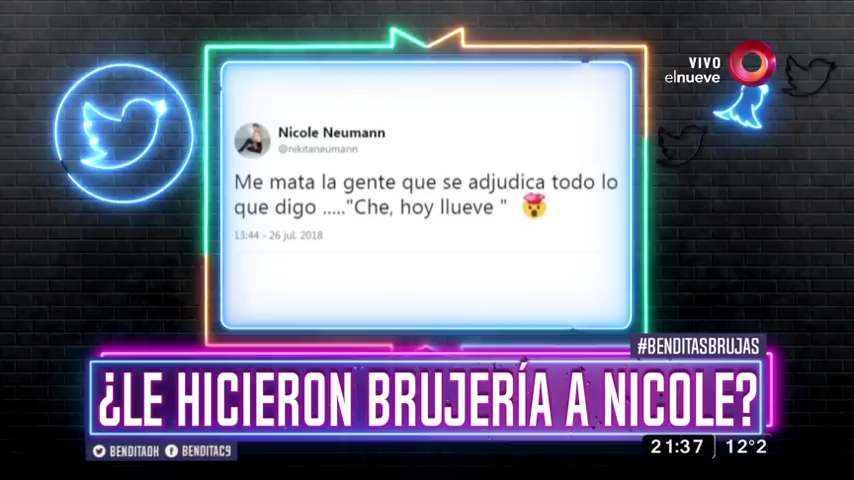 VIVO
elnueve
Nicole Neumann
@nikitaneumann
Me mata la gente que se adjudica todo lo
que digo ....."Che, hoy llueve "
13:44 - 26 jul. 2018
#BENDITASBRUJAS
¿LE HICIERON BRUJERÍA A NICOLE?
BENDITAOK BENDITAC9
21:37 12°2